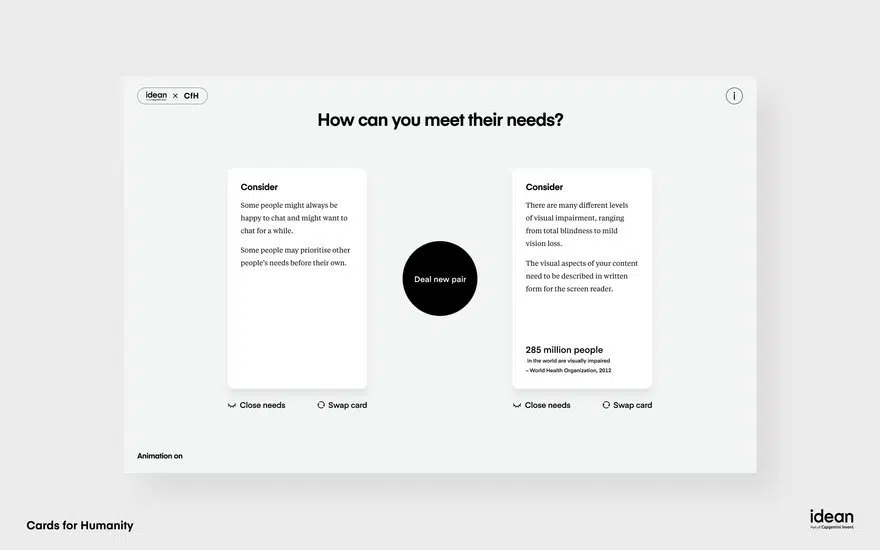 idean × CfH
i
How can you meet their needs?
Consider
Some people might always be
happy to chat and might want to
chat for a while.
Some people may prioritise other
people's needs before their own.
Close needs
Swap card
Deal new pair
Consider
There are many different levels
of visual impairment, ranging
from total blindness to mild
vision loss.
The visual aspects of your content
need to be described in written
form for the screen reader.
285 million people
in the world are visually impaired
– World Health Organization, 2012
Close needs
Swap card
Animation on
Cards for Humanity
idean
Part of Capgemini Invent